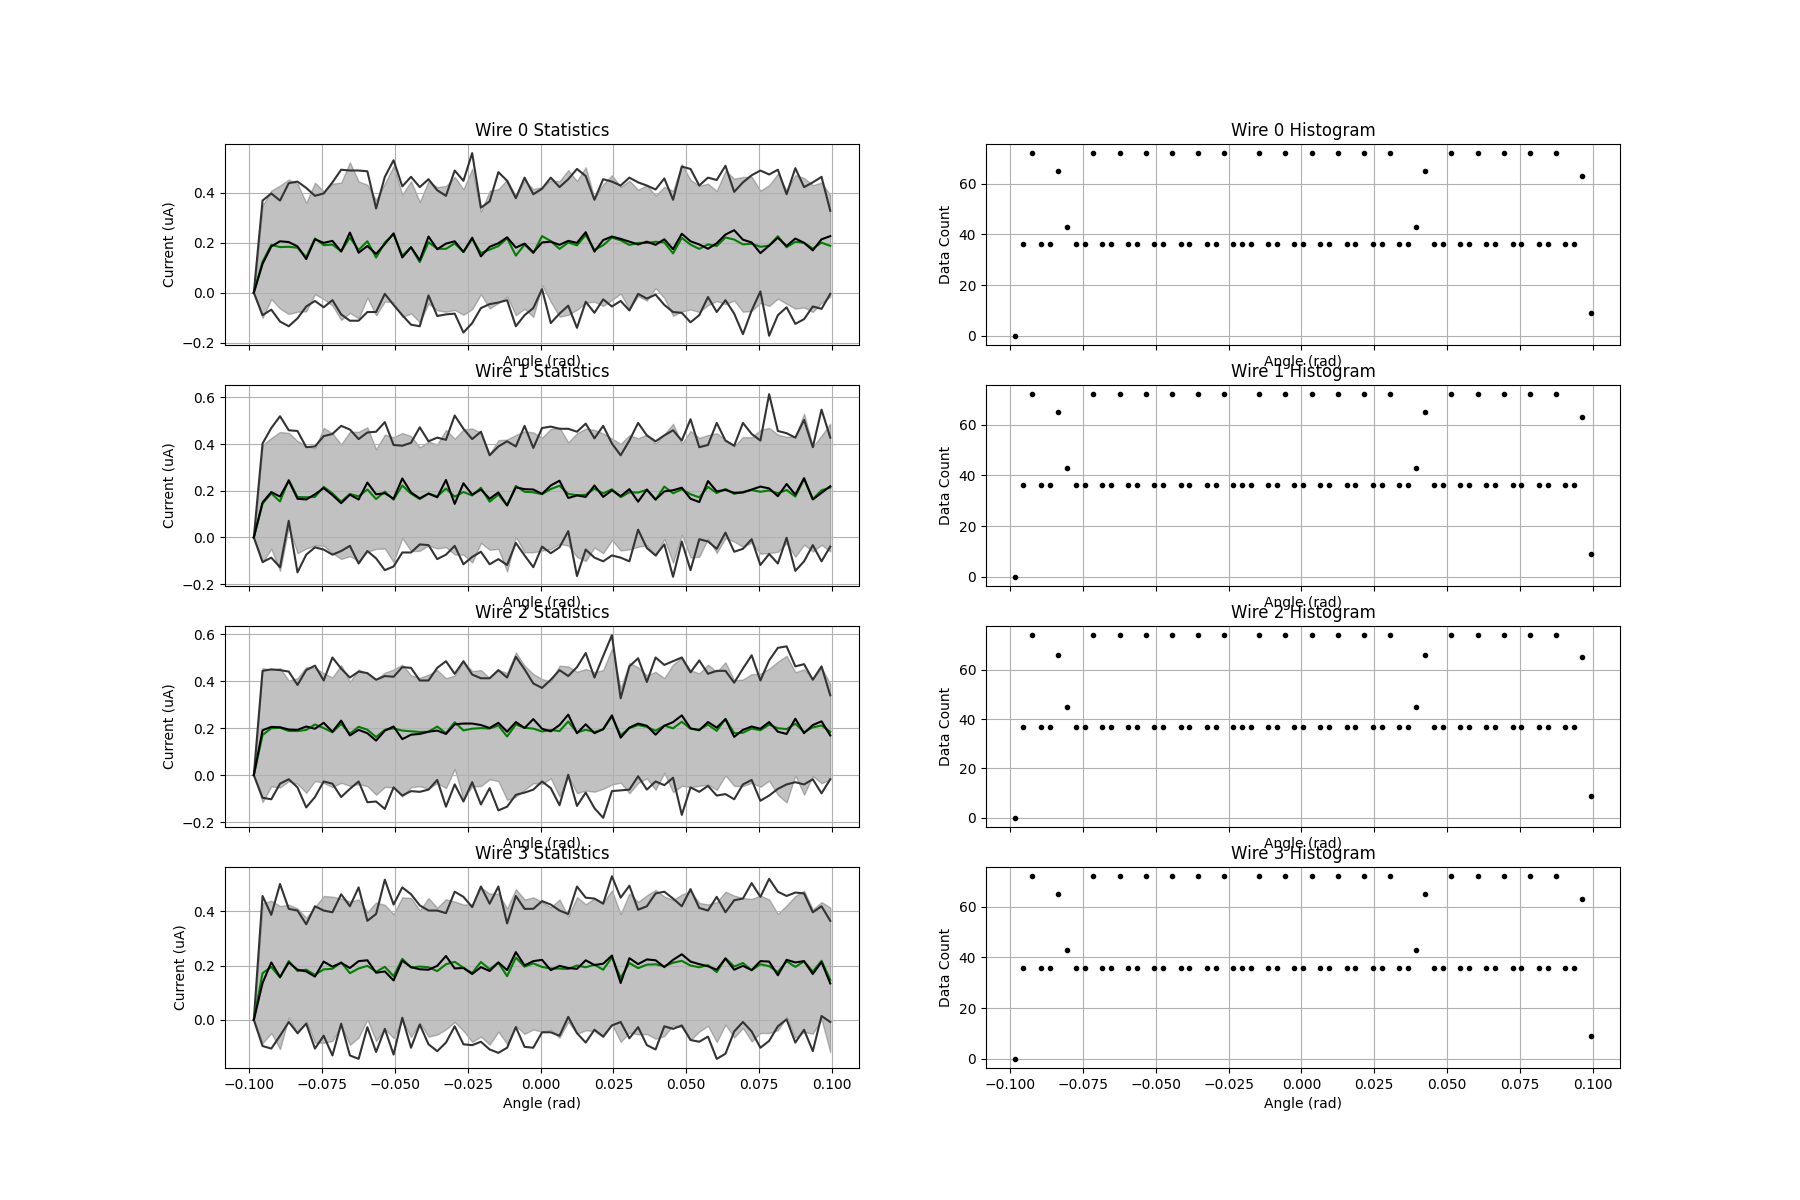 Wire 0 Statistics
Current (uA)
0.4
0.2
0.0
−0.2
Angle (rad)
Wire 0 Histogram
Data Count
60
40
20
0
Angle (rad)
Wire 1 Statistics
Current (uA)
0.6
0.4
0.2
0.0
−0.2
Angle (rad)
Wire 1 Histogram
Data Count
60
40
20
0
Angle (rad)
Wire 2 Statistics
Current (uA)
0.6
0.4
0.2
0.0
−0.2
Angle (rad)
Wire 2 Histogram
Data Count
60
40
20
0
Angle (rad)
Wire 3 Statistics
Current (uA)
0.4
0.2
0.0
−0.100 −0.075 −0.050 −0.025 0.000 0.025 0.050 0.075 0.100
Angle (rad)
Wire 3 Histogram
Data Count
60
40
20
0
−0.100 −0.075 −0.050 −0.025 0.000 0.025 0.050 0.075 0.100
Angle (rad)